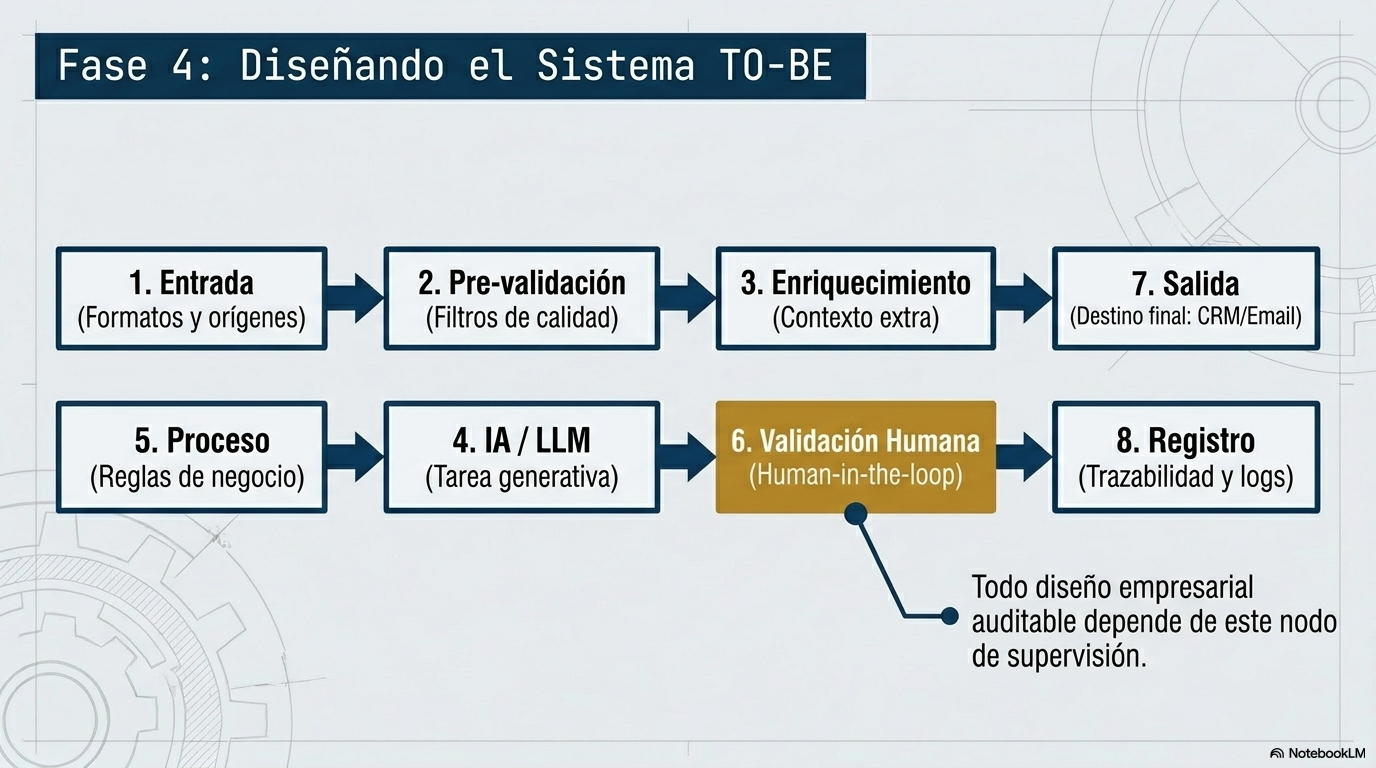 Fase 4: Diseñando el Sistema TO-BE
1. Entrada
(Formatos y orígenes)
2. Pre-validación
(Filtros de calidad)
3. Enriquecimiento
(Contexto extra)
7. Salida
(Destino final: CRM/Email)
5. Proceso
(Reglas de negocio)
4. IA / LLM
(Tarea generativa)
6. Validación Humana
(Human-in-the-loop)
8. Registro
(Trazabilidad y logs)
Todo diseño empresarial
auditable depende de este nodo
de supervisión.
NotebookLM